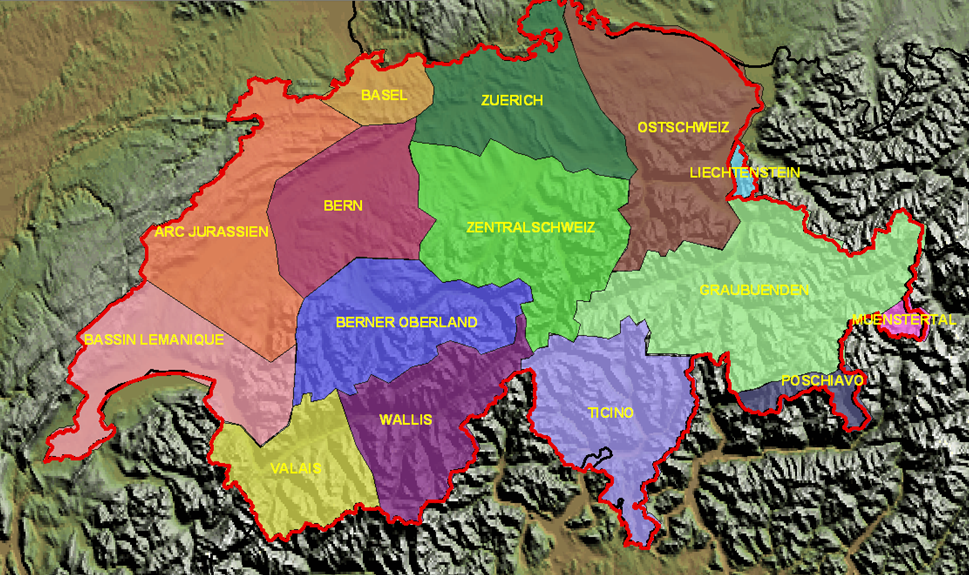 BASEL
ZUERICH
OSTSCHWEIZ
LIECHTENSTEIN
BERN
ZENTRALSCHWEIZ
ARC JURASSIEN
GRAUBUENDEN
BERNER OBERLAND
MUENSTERTAL
BASSIN LEMANIQUE
POSCHIAVO
TICINO
WALLIS
VALAIS